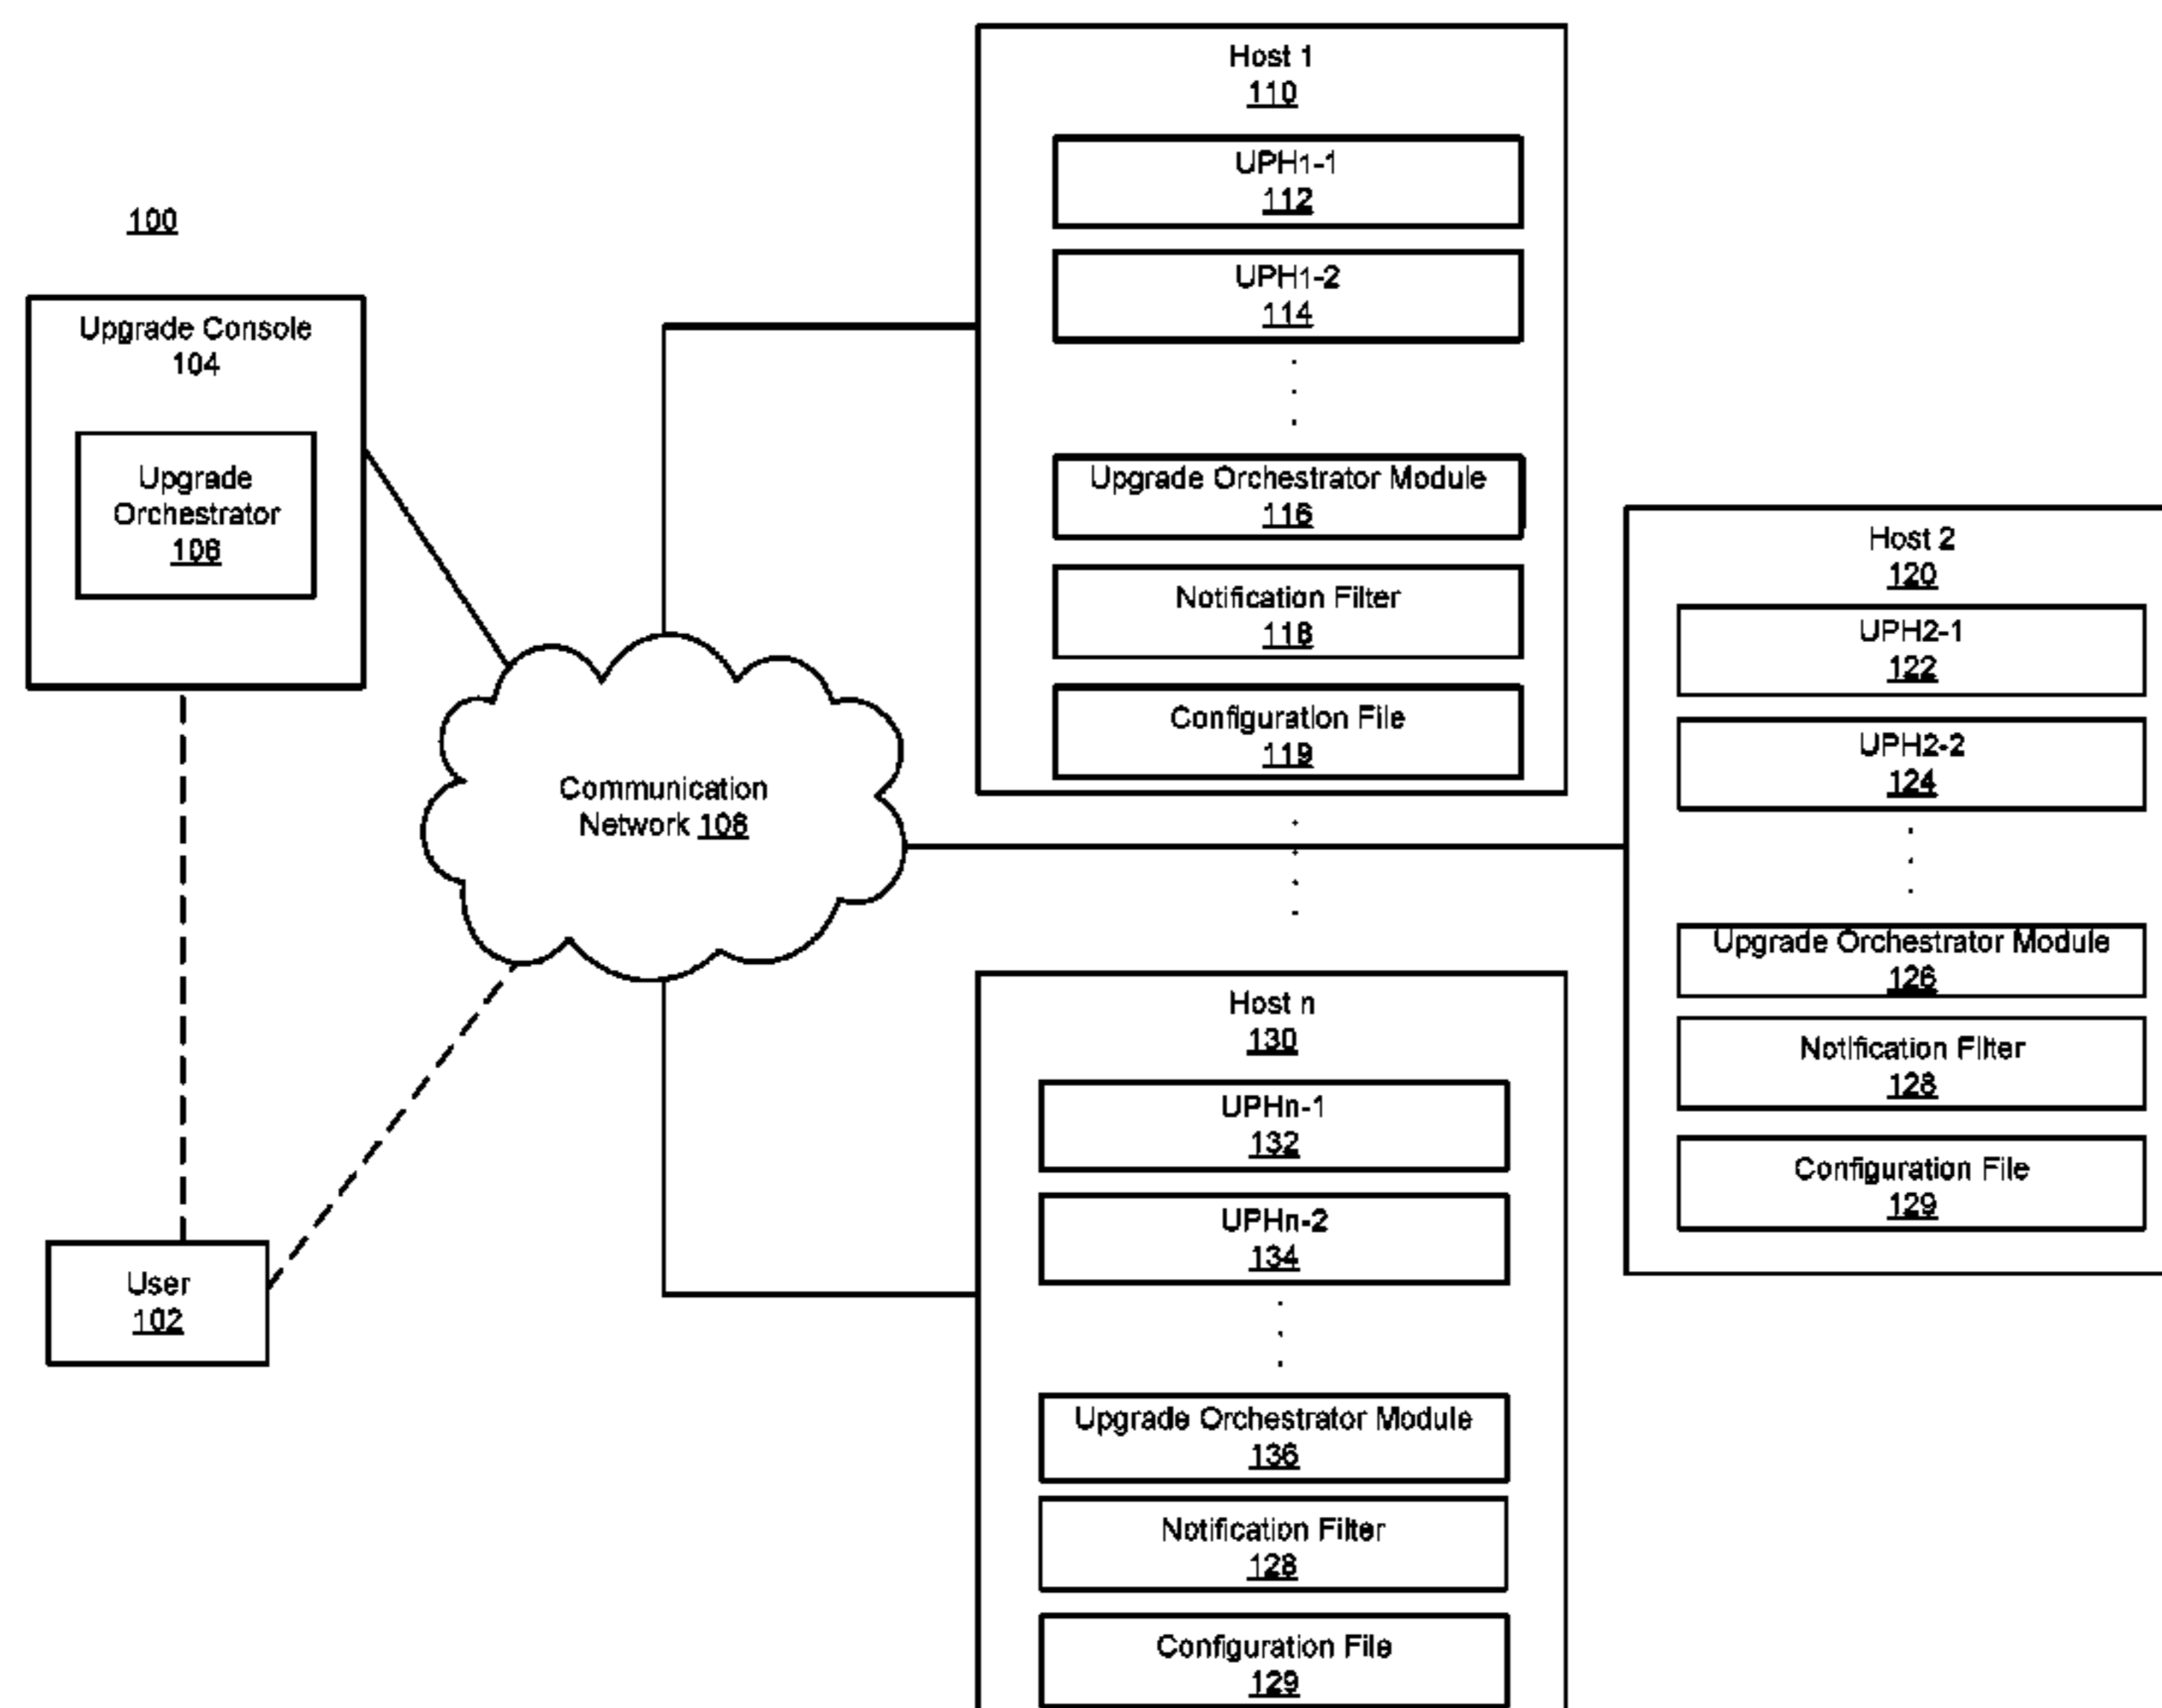 100
Upgrade Console
104
Upgrade
Orchestrator
106
User
102
Communication
Network 108
Host 1
110
UPH1-1
112
UPH1-2
114
Upgrade Orchestrator Module
116
Notification Filter
118
Configuration File
119
Host 2
120
UPH2-1
122
UPH2-2
124
Upgrade Orchestrator Module
126
Notification Filter
128
Configuration File
129
Host n
130
UPHn-1
132
UPHn-2
134
Upgrade Orchestrator Module
136
Notification Filter
128
Configuration File
129